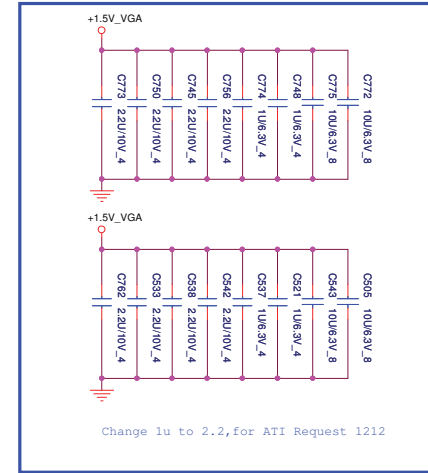 +1.5V_VGA
C773
2.2U/10V_4
C750
2.2U/10V_4
C745
2.2U/10V_4
C756
2.2U/10V_4
C774
1U/6.3V_4
C748
1U/6.3V_4
C775
10U/6.3V_8
C772
10U/6.3V_8
+1.5V_VGA
C762
2.2U/10V_4
C533
2.2U/10V_4
C538
2.2U/10V_4
C542
2.2U/10V_4
C537
1U/6.3V_4
C521
1U/6.3V_4
C543
10U/6.3V_8
C505
10U/6.3V_8
Change 1u to 2.2,for ATI Request 1212